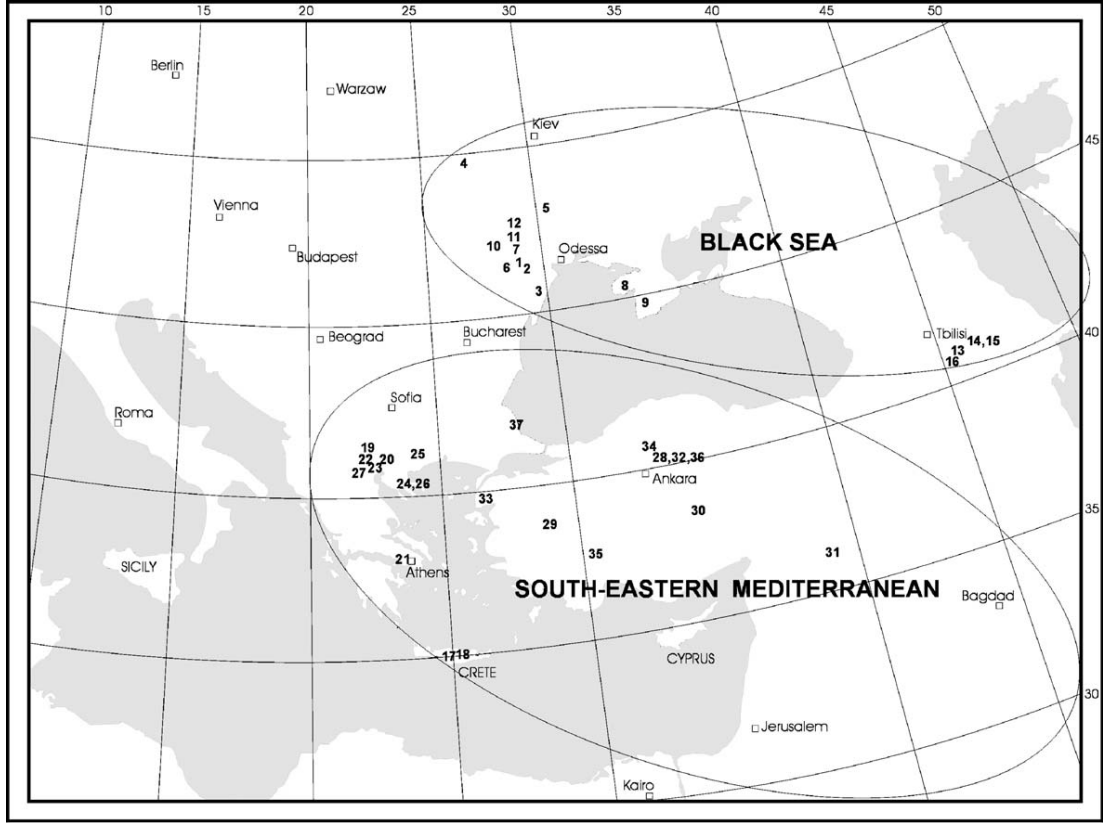 10 15 20 25 30 35 40 45 50
Berlin
Warzaw
Kiev
45
4
Vienna
5
12
11
10
7
Odessa
BLACK SEA
Budapest
1
6 2
8
3
9
40
Beograd
Bucharest
Tbilisi
14,15
13
16
Sofia
Roma
37
19
34
25
22 20
28,32,36
23
27
Ankara
24,26
33
35
30
29
21
35
31
Athens
SICILY
SOUTH-EASTERN MEDITERRANEAN
Bagdad
17 18
CYPRUS
CRETE
30
Jerusalem
Kairo